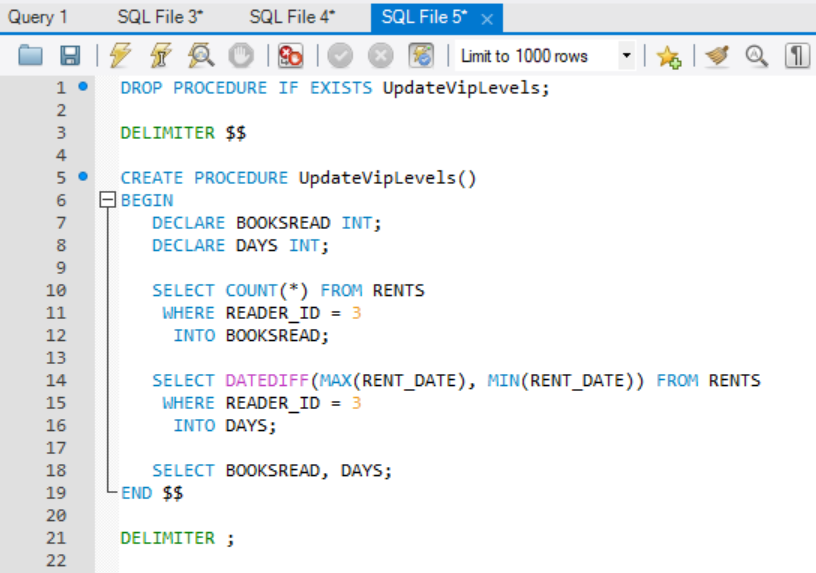 Query 1 SQL File 3* SQL File 4* SQL File 5*
Limit to 1000 rows
1 DROP PROCEDURE IF EXISTS UpdateVipLevels;
2
3 DELIMITER $$
4
5 CREATE PROCEDURE UpdateVipLevels()
6 BEGIN
7 DECLARE BOOKSREAD INT;
8 DECLARE DAYS INT;
9
10 SELECT COUNT(*) FROM RENTS
11 WHERE READER_ID = 3
12 INTO BOOKSREAD;
13
14 SELECT DATEDIFF(MAX(RENT_DATE), MIN(RENT_DATE)) FROM RENTS
15 WHERE READER_ID = 3
16 INTO DAYS;
17
18 SELECT BOOKSREAD, DAYS;
19 END $$
20
21 DELIMITER ;
22